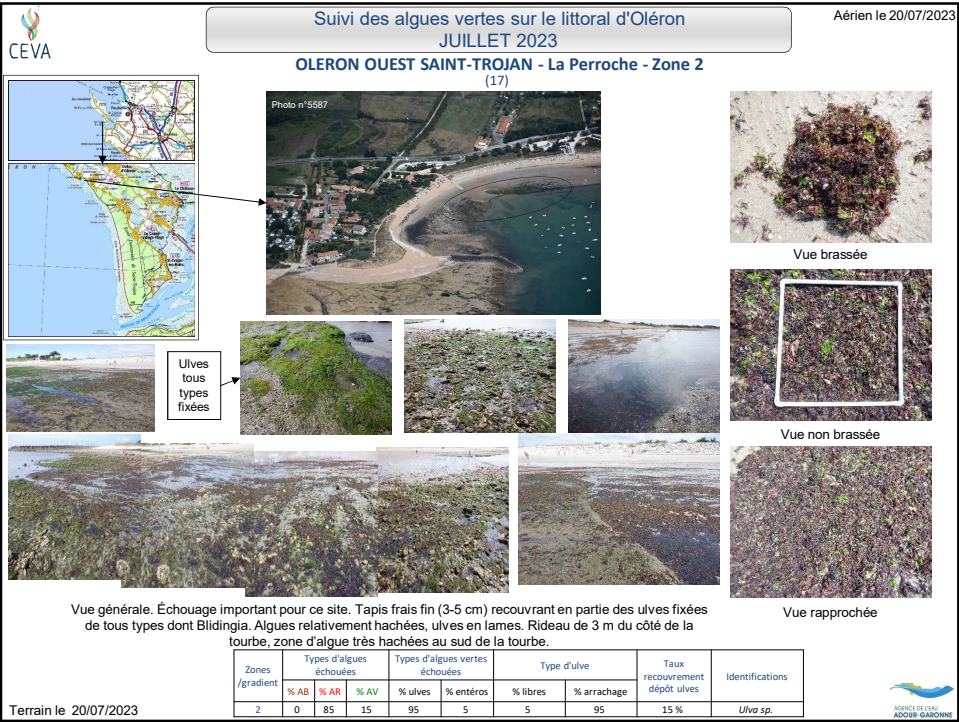 CEVA
Suivi des algues vertes sur le littoral d'Oléron
JUILLET 2023
Aérien le 20/07/2023
OLERON OUEST SAINT-TROJAN - La Perroche - Zone 2
(17)
Photo n°5587
Vue brassée
Ulves
tous
types
fixées
Vue non brassée
Vue rapprochée
Vue générale. Échouage important pour ce site. Tapis frais fin (3-5 cm) recouvrant en partie des ulves fixées
de tous types dont Blidingia. Algues relativement hachées, ulves en lames. Rideau de 3 m du côté de la
tourbe, zone d'algue très hachées au sud de la tourbe.
Zones /gradient | Types d'algues échouées | Types d'algues vertes échouées | Type d'ulve | Taux recouvrement dépôt ulves | Identifications
% AB | % AR | % AV | % ulves | % entéros | % libres | % arrachage
2 | 0 | 85 | 15 | 95 | 5 | 5 | 95 | 15 % | Ulva sp.
Terrain le 20/07/2023
AGENCE DE L'EAU
ADOUR-GARONNE